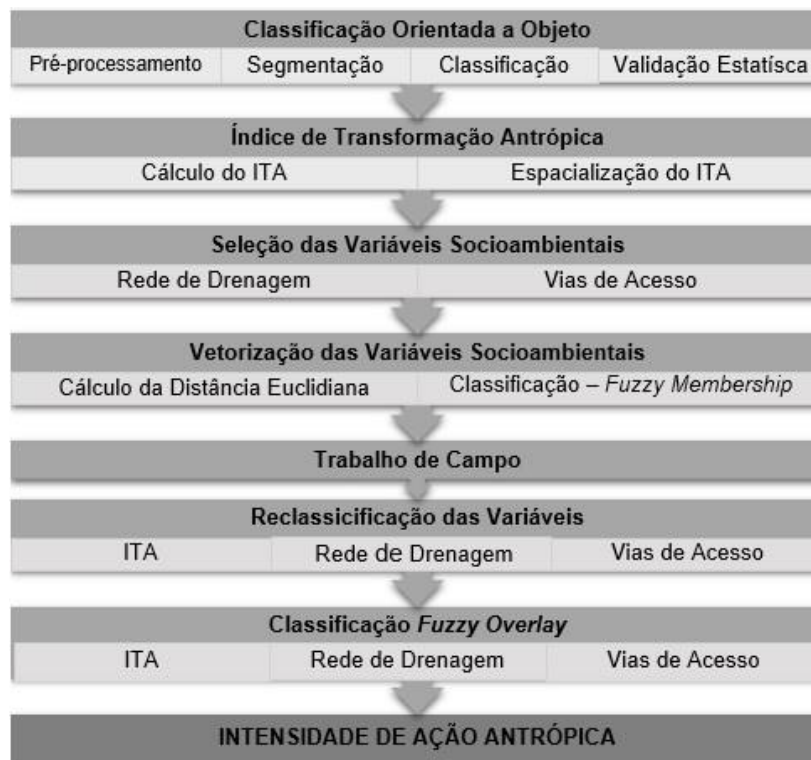 Classificação Orientada a Objeto
Pré-processamento Segmentação Classificação Validação Estatísca
Índice de Transformação Antrópica
Cálculo do ITA Espacialização do ITA
Seleção das Variáveis Socioambientais
Rede de Drenagem Vias de Acesso
Vetorização das Variáveis Socioambientais
Cálculo da Distância Euclidiana Classificação – Fuzzy Membership
Trabalho de Campo
Reclassicificação das Variáveis
ITA Rede de Drenagem Vias de Acesso
Classificação Fuzzy Overlay
ITA Rede de Drenagem Vias de Acesso
INTENSIDADE DE AÇÃO ANTRÓPICA